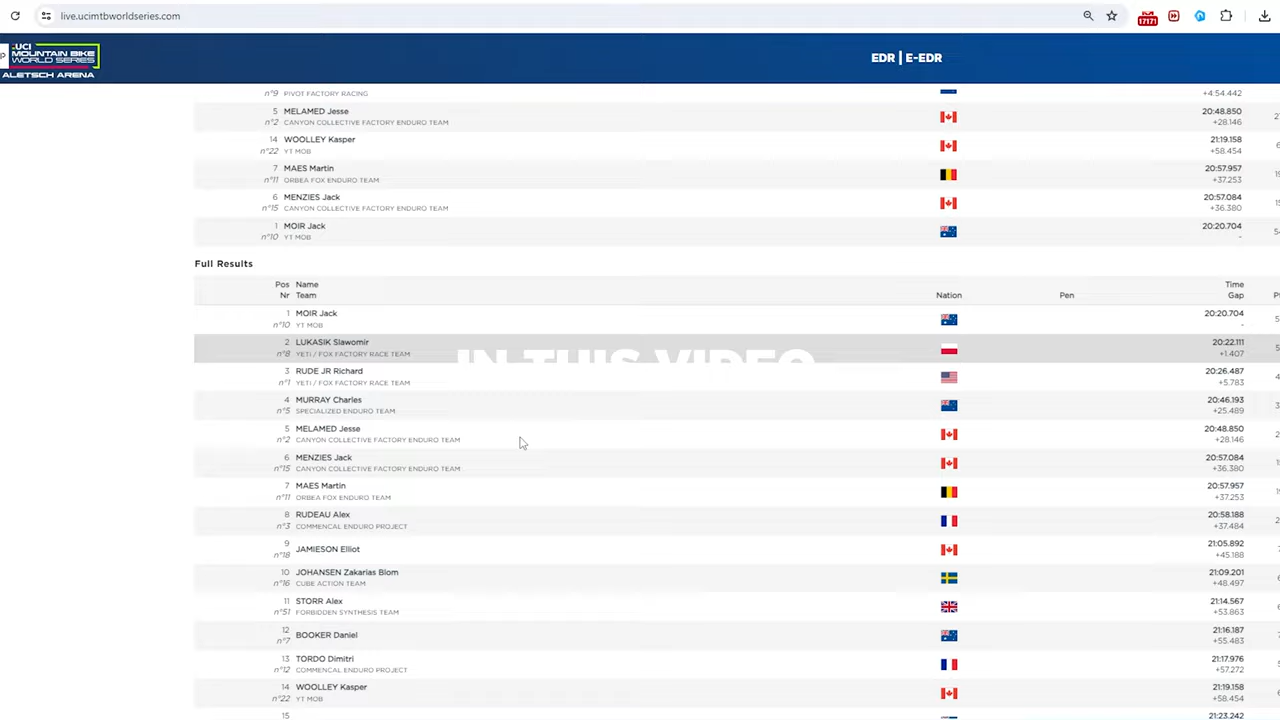 live.ucimtbworldseries.com
17171
UCI
MOUNTAIN BIKE
WORLD SERIES
ALETSCH ARENA
EDR | E-EDR
n°9 PIVOT FACTORY RACING +4:54.442
5 MELAMED Jesse 20:48.850
n°2 CANYON COLLECTIVE FACTORY ENDURO TEAM +28.146
14 WOOLLEY Kasper 21:19.158
n°22 YT MOB +58.454
7 MAES Martin 20:57.957
n°11 ORBEA FOX ENDURO TEAM +37.253
6 MENZIES Jack 20:57.084
n°15 CANYON COLLECTIVE FACTORY ENDURO TEAM +36.380
1 MOIR Jack 20:20.704
n°10 YT MOB -
Full Results
Pos Name Time
Nr Team Nation Pen Gap
1 MOIR Jack 20:20.704
n°10 YT MOB -
2 LUKASIK Slawomir 20:22.111
n°8 YETI / FOX FACTORY RACE TEAM +1.407
IN THIS VIDEO
3 RUDE JR Richard 20:26.487
n°1 YETI / FOX FACTORY RACE TEAM +5.783
4 MURRAY Charles 20:46.193
n°5 SPECIALIZED ENDURO TEAM +25.489
5 MELAMED Jesse 20:48.850
n°2 CANYON COLLECTIVE FACTORY ENDURO TEAM +28.146
6 MENZIES Jack 20:57.084
n°15 CANYON COLLECTIVE FACTORY ENDURO TEAM +36.380
7 MAES Martin 20:57.957
n°11 ORBEA FOX ENDURO TEAM +37.253
8 RUDEAU Alex 20:58.188
n°3 COMMENCAL ENDURO PROJECT +37.484
9 JAMIESON Elliot 21:05.892
n°18 +45.188
10 JOHANSEN Zakarias Blom 21:09.201
n°16 CUBE ACTION TEAM +48.497
11 STORR Alex 21:14.567
n°51 FORBIDDEN SYNTHESIS TEAM +53.863
12 BOOKER Daniel 21:16.187
n°7 +55.483
13 TORDO Dimitri 21:17.976
n°12 COMMENCAL ENDURO PROJECT +57.272
14 WOOLLEY Kasper 21:19.158
n°22 YT MOB +58.454
15 21:23.242